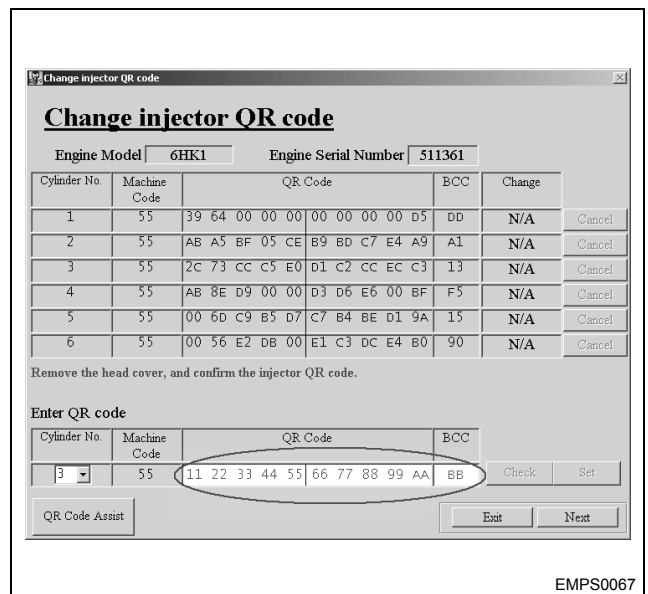 Change injector QR code
Change injector QR code
Engine Model 6HK1 Engine Serial Number 511361
Cylinder No. Machine Code QR Code BCC Change
1 55 39 64 00 00 00 00 00 00 00 D5 DD N/A Cancel
2 55 AB A5 BF 05 CE B9 BD C7 E4 A9 A1 N/A Cancel
3 55 2C 73 CC C5 E0 D1 C2 CC EC C3 13 N/A Cancel
4 55 AB 8E D9 00 00 D3 D6 E6 00 BF F5 N/A Cancel
5 55 00 6D C9 B5 D7 C7 B4 BE D1 9A 15 N/A Cancel
6 55 00 56 E2 DB 00 E1 C3 DC E4 B0 90 N/A Cancel
Remove the head cover, and confirm the injector QR code.
Enter QR code
Cylinder No. Machine Code QR Code BCC
3 55 11 22 33 44 55 66 77 88 99 AA BB Check Set
QR Code Assist Exit Next
EMPS0067